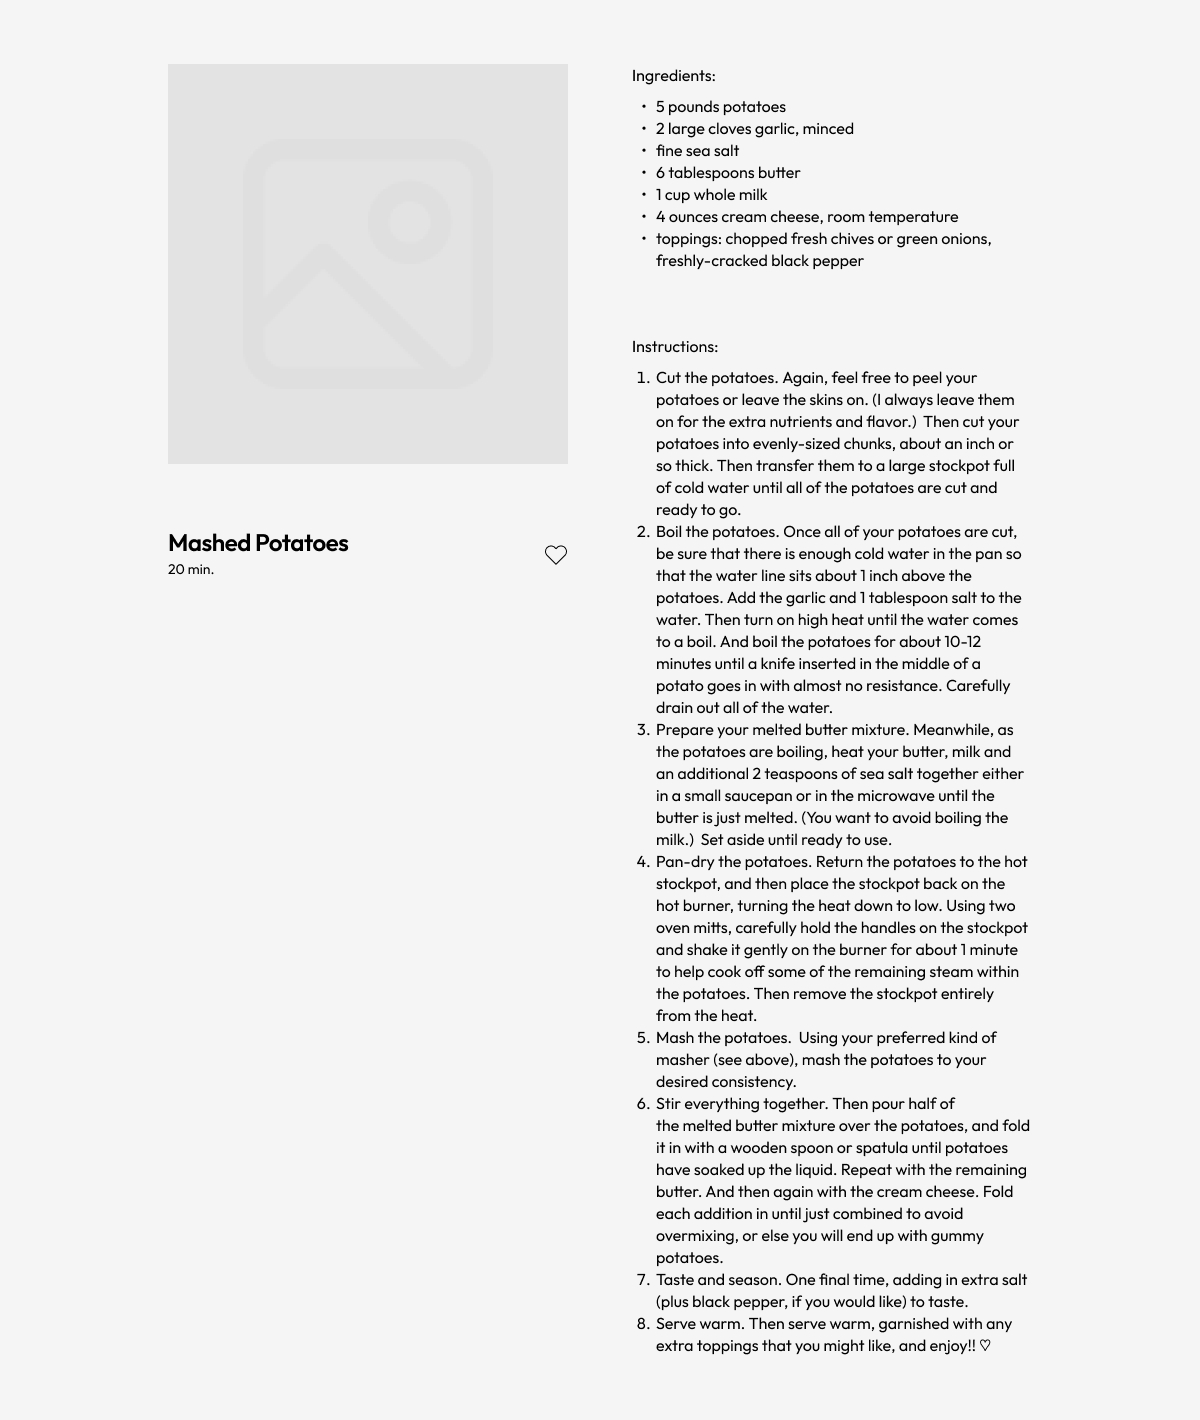 Mashed Potatoes
20 min.
Ingredients:
• 5 pounds potatoes
• 2 large cloves garlic, minced
• fine sea salt
• 6 tablespoons butter
• 1 cup whole milk
• 4 ounces cream cheese, room temperature
• toppings: chopped fresh chives or green onions,
freshly-cracked black pepper
Instructions:
1. Cut the potatoes. Again, feel free to peel your
potatoes or leave the skins on. (I always leave them
on for the extra nutrients and flavor.)  Then cut your
potatoes into evenly-sized chunks, about an inch or
so thick. Then transfer them to a large stockpot full
of cold water until all of the potatoes are cut and
ready to go.
2. Boil the potatoes. Once all of your potatoes are cut,
be sure that there is enough cold water in the pan so
that the water line sits about 1 inch above the
potatoes. Add the garlic and 1 tablespoon salt to the
water. Then turn on high heat until the water comes
to a boil. And boil the potatoes for about 10-12
minutes until a knife inserted in the middle of a
potato goes in with almost no resistance. Carefully
drain out all of the water.
3. Prepare your melted butter mixture. Meanwhile, as
the potatoes are boiling, heat your butter, milk and
an additional 2 teaspoons of sea salt together either
in a small saucepan or in the microwave until the
butter is just melted. (You want to avoid boiling the
milk.)  Set aside until ready to use.
4. Pan-dry the potatoes. Return the potatoes to the hot
stockpot, and then place the stockpot back on the
hot burner, turning the heat down to low. Using two
oven mitts, carefully hold the handles on the stockpot
and shake it gently on the burner for about 1 minute
to help cook off some of the remaining steam within
the potatoes. Then remove the stockpot entirely
from the heat.
5. Mash the potatoes.  Using your preferred kind of
masher (see above), mash the potatoes to your
desired consistency.
6. Stir everything together. Then pour half of
the melted butter mixture over the potatoes, and fold
it in with a wooden spoon or spatula until potatoes
have soaked up the liquid. Repeat with the remaining
butter. And then again with the cream cheese. Fold
each addition in until just combined to avoid
overmixing, or else you will end up with gummy
potatoes.
7. Taste and season. One final time, adding in extra salt
(plus black pepper, if you would like) to taste.
8. Serve warm. Then serve warm, garnished with any
extra toppings that you might like, and enjoy!! ♡